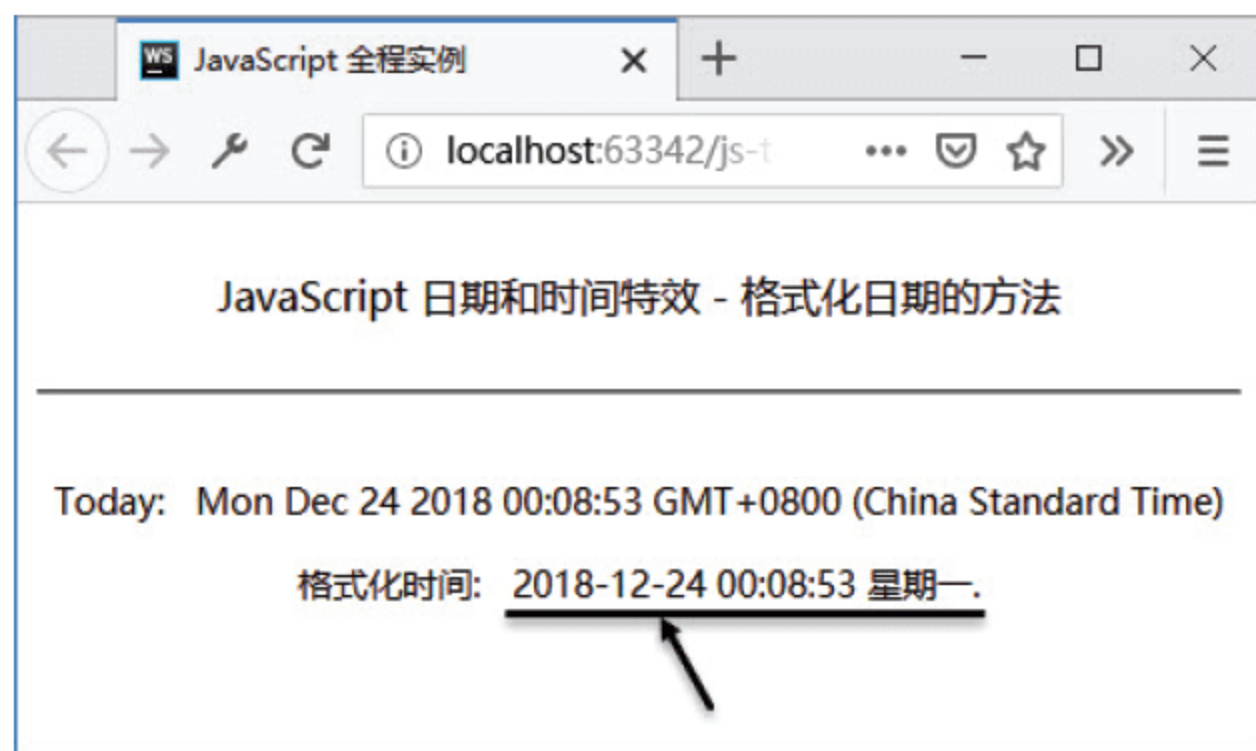 WS JavaScript 全程实例
localhost:63342/js-t
JavaScript 日期和时间特效 - 格式化日期的方法
Today: Mon Dec 24 2018 00:08:53 GMT+0800 (China Standard Time)
格式化时间: 2018-12-24 00:08:53 星期一.